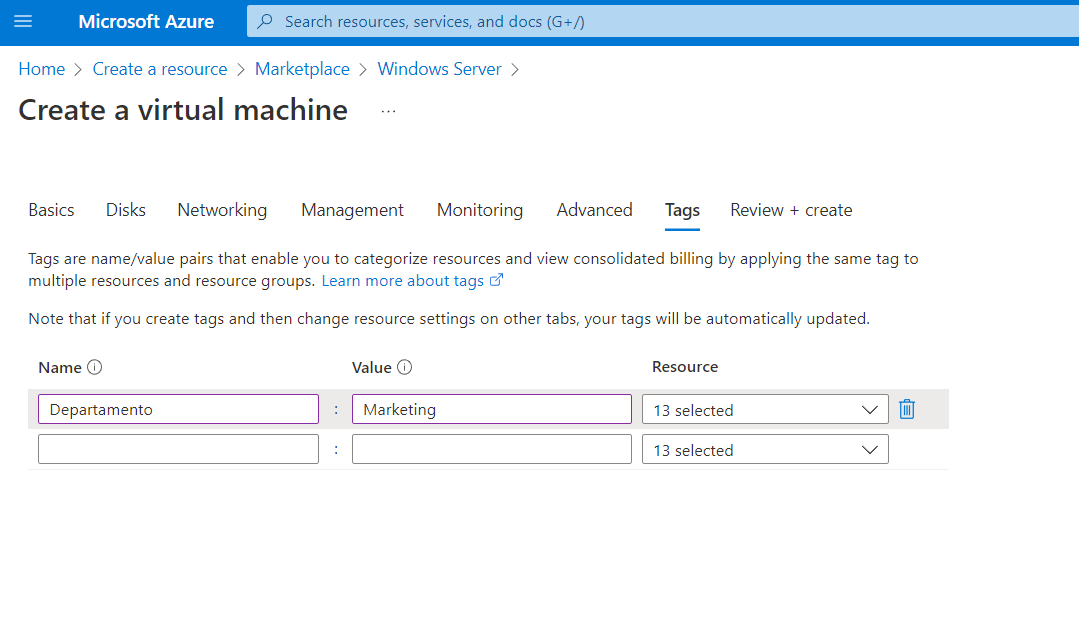 Microsoft Azure
Search resources, services, and docs (G+/)
Home > Create a resource > Marketplace > Windows Server >
Create a virtual machine ...
Basics Disks Networking Management Monitoring Advanced Tags Review + create
Tags are name/value pairs that enable you to categorize resources and view consolidated billing by applying the same tag to
multiple resources and resource groups. Learn more about tags
Note that if you create tags and then change resource settings on other tabs, your tags will be automatically updated.
Name Value Resource
Departamento : Marketing 13 selected
: 13 selected